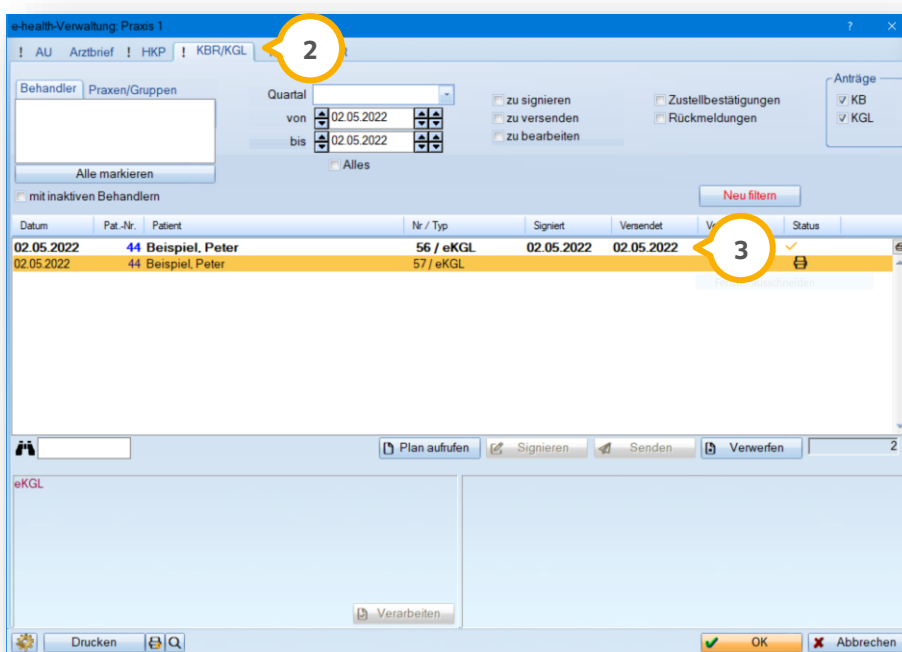 e-health-Verwaltung: Praxis 1 ? ×
! AU Arztbrief ! HKP ! KBR/KGL 2 R
Behandler Praxen/Gruppen
Alle markieren
mit inaktiven Behandlern
Quartal
von 02.05.2022
bis 02.05.2022
Alles
zu signieren
zu versenden
zu bearbeiten
Zustellbestätigungen
Rückmeldungen
Anträge
KB
KGL
Neu filtern
Datum Pat.-Nr. Patient Nr / Typ Signiert Versendet Status
02.05.2022 44 Beispiel, Peter 56 / eKGL 02.05.2022 02.05.2022 3
02.05.2022 44 Beispiel, Peter 57 / eKGL
Plan aufrufen Signieren Senden Verwerfen 2
eKGL
Verarbeiten
Drucken OK Abbrechen